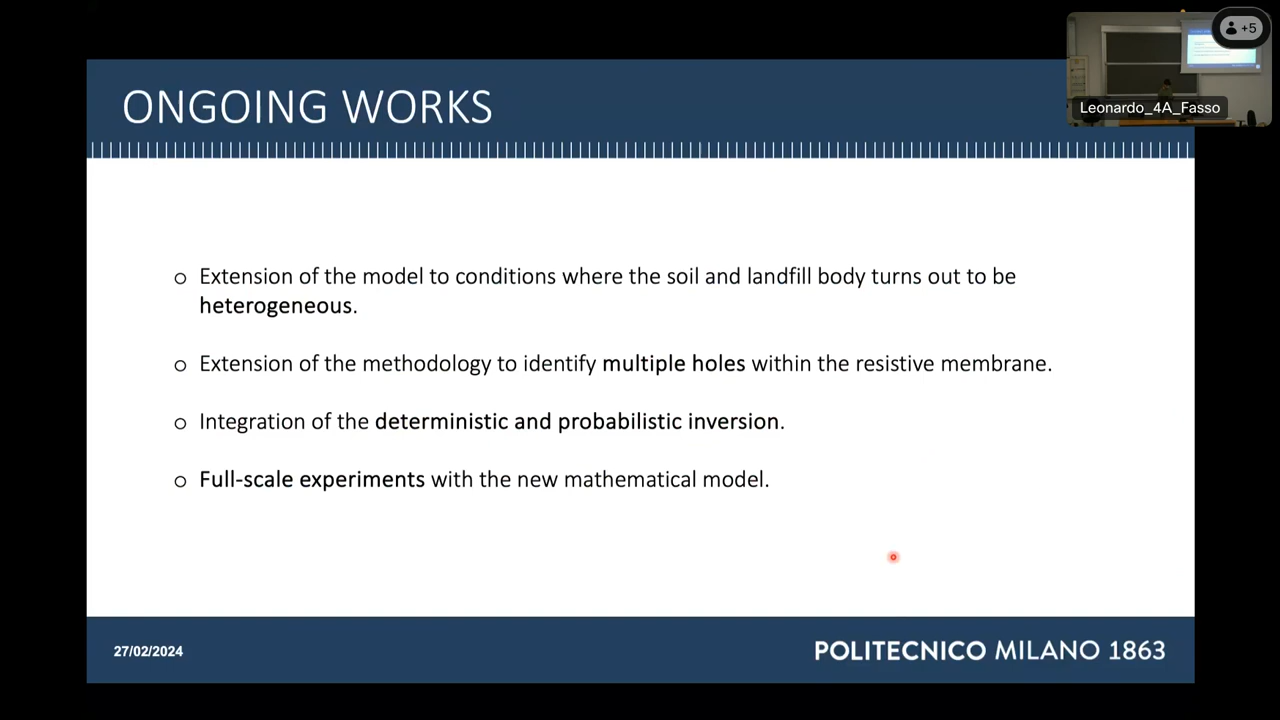 +5
Leonardo_4A_Fasso
ONGOING WORKS
o Extension of the model to conditions where the soil and landfill body turns out to be
heterogeneous.
o Extension of the methodology to identify multiple holes within the resistive membrane.
o Integration of the deterministic and probabilistic inversion.
o Full-scale experiments with the new mathematical model.
27/02/2024
POLITECNICO MILANO 1863